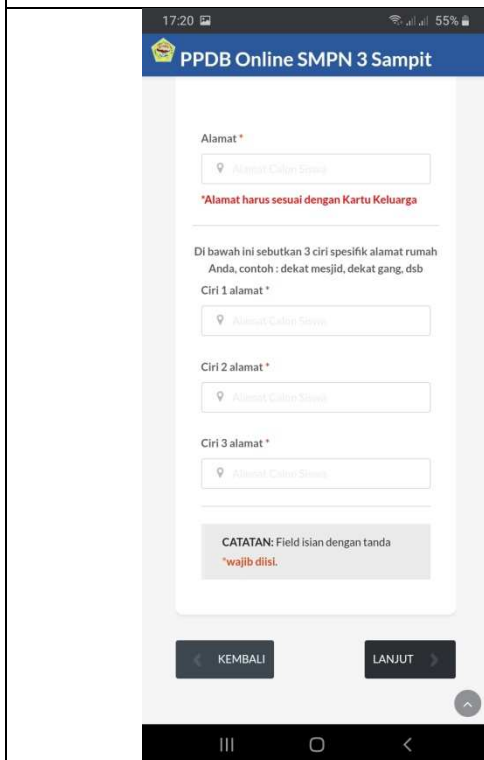 17:20 55%
PPDB Online SMPN 3 Sampit
Alamat *
Alamat Calon Siswa
*Alamat harus sesuai dengan Kartu Keluarga
Di bawah ini sebutkan 3 ciri spesifik alamat rumah
Anda, contoh : dekat mesjid, dekat gang, dsb
Ciri 1 alamat *
Alamat Calon Siswa
Ciri 2 alamat *
Alamat Calon Siswa
Ciri 3 alamat *
Alamat Calon Siswa
CATATAN: Field isian dengan tanda
*wajib diisi.
KEMBALI LANJUT